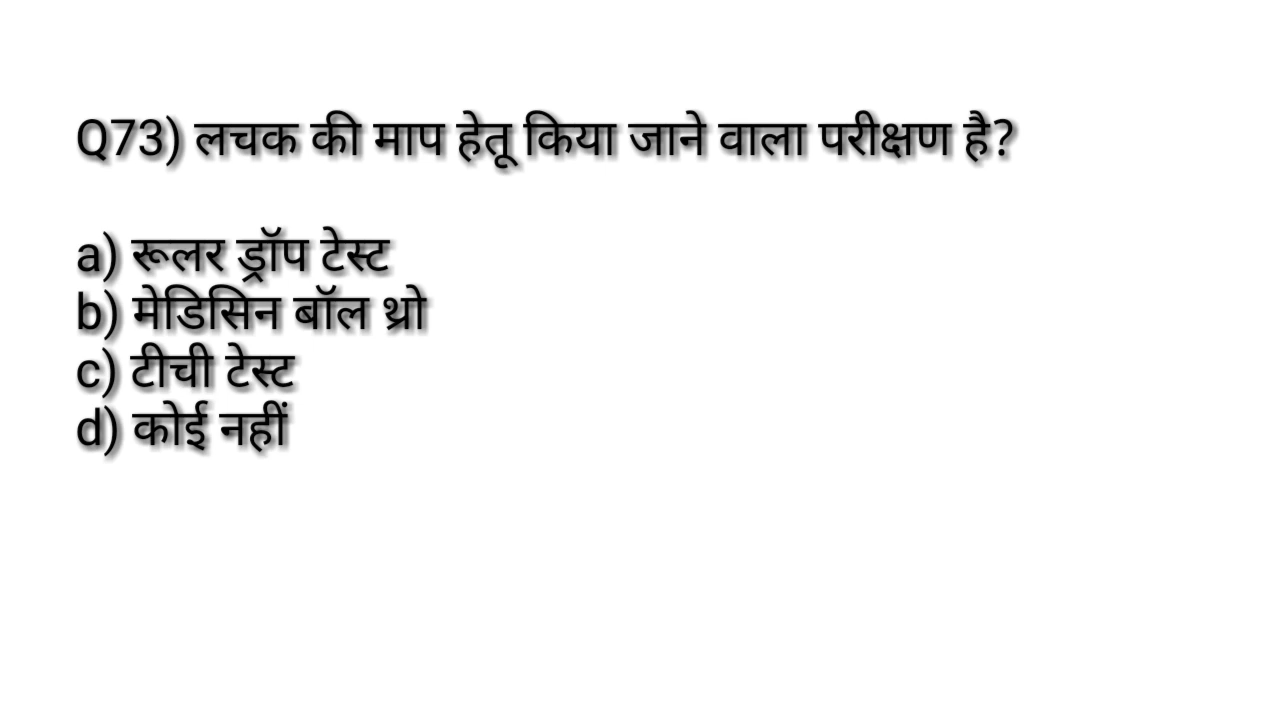 Q73) लचक की माप हेतू किया जाने वाला परीक्षण है?
a) रूलर ड्रॉप टेस्ट
b) मेडिसिन बॉल थ्रो
c) टीची टेस्ट
d) कोई नहीं